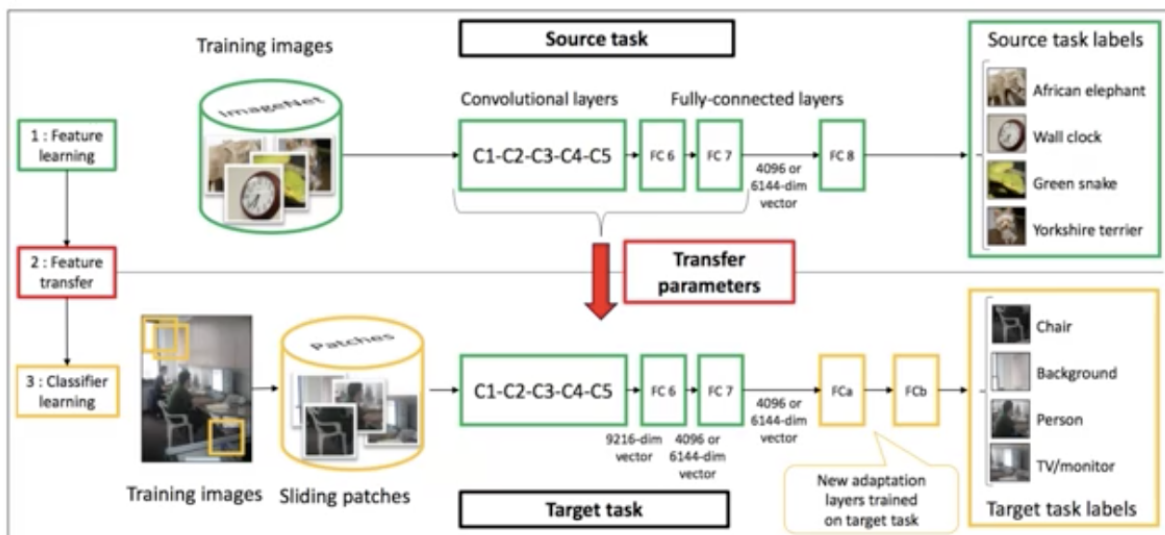 Source task
Training images
Source task labels
ImageNet
Convolutional layers
Fully-connected layers
African elephant
1 : Feature
learning
C1-C2-C3-C4-C5
FC 6
FC 7
4096 or
6144-dim
vector
FC 8
Wall clock
Green snake
Yorkshire terrier
2 : Feature
transfer
Transfer
parameters
3 : Classifier
learning
Patches
C1-C2-C3-C4-C5
FC 6
FC 7
9216-dim
vector
4096 or
6144-dim
vector
4096 or
6144-dim
vector
FCa
FCb
Chair
Background
Person
TV/monitor
New adaptation
layers trained
on target task
Training images
Sliding patches
Target task
Target task labels